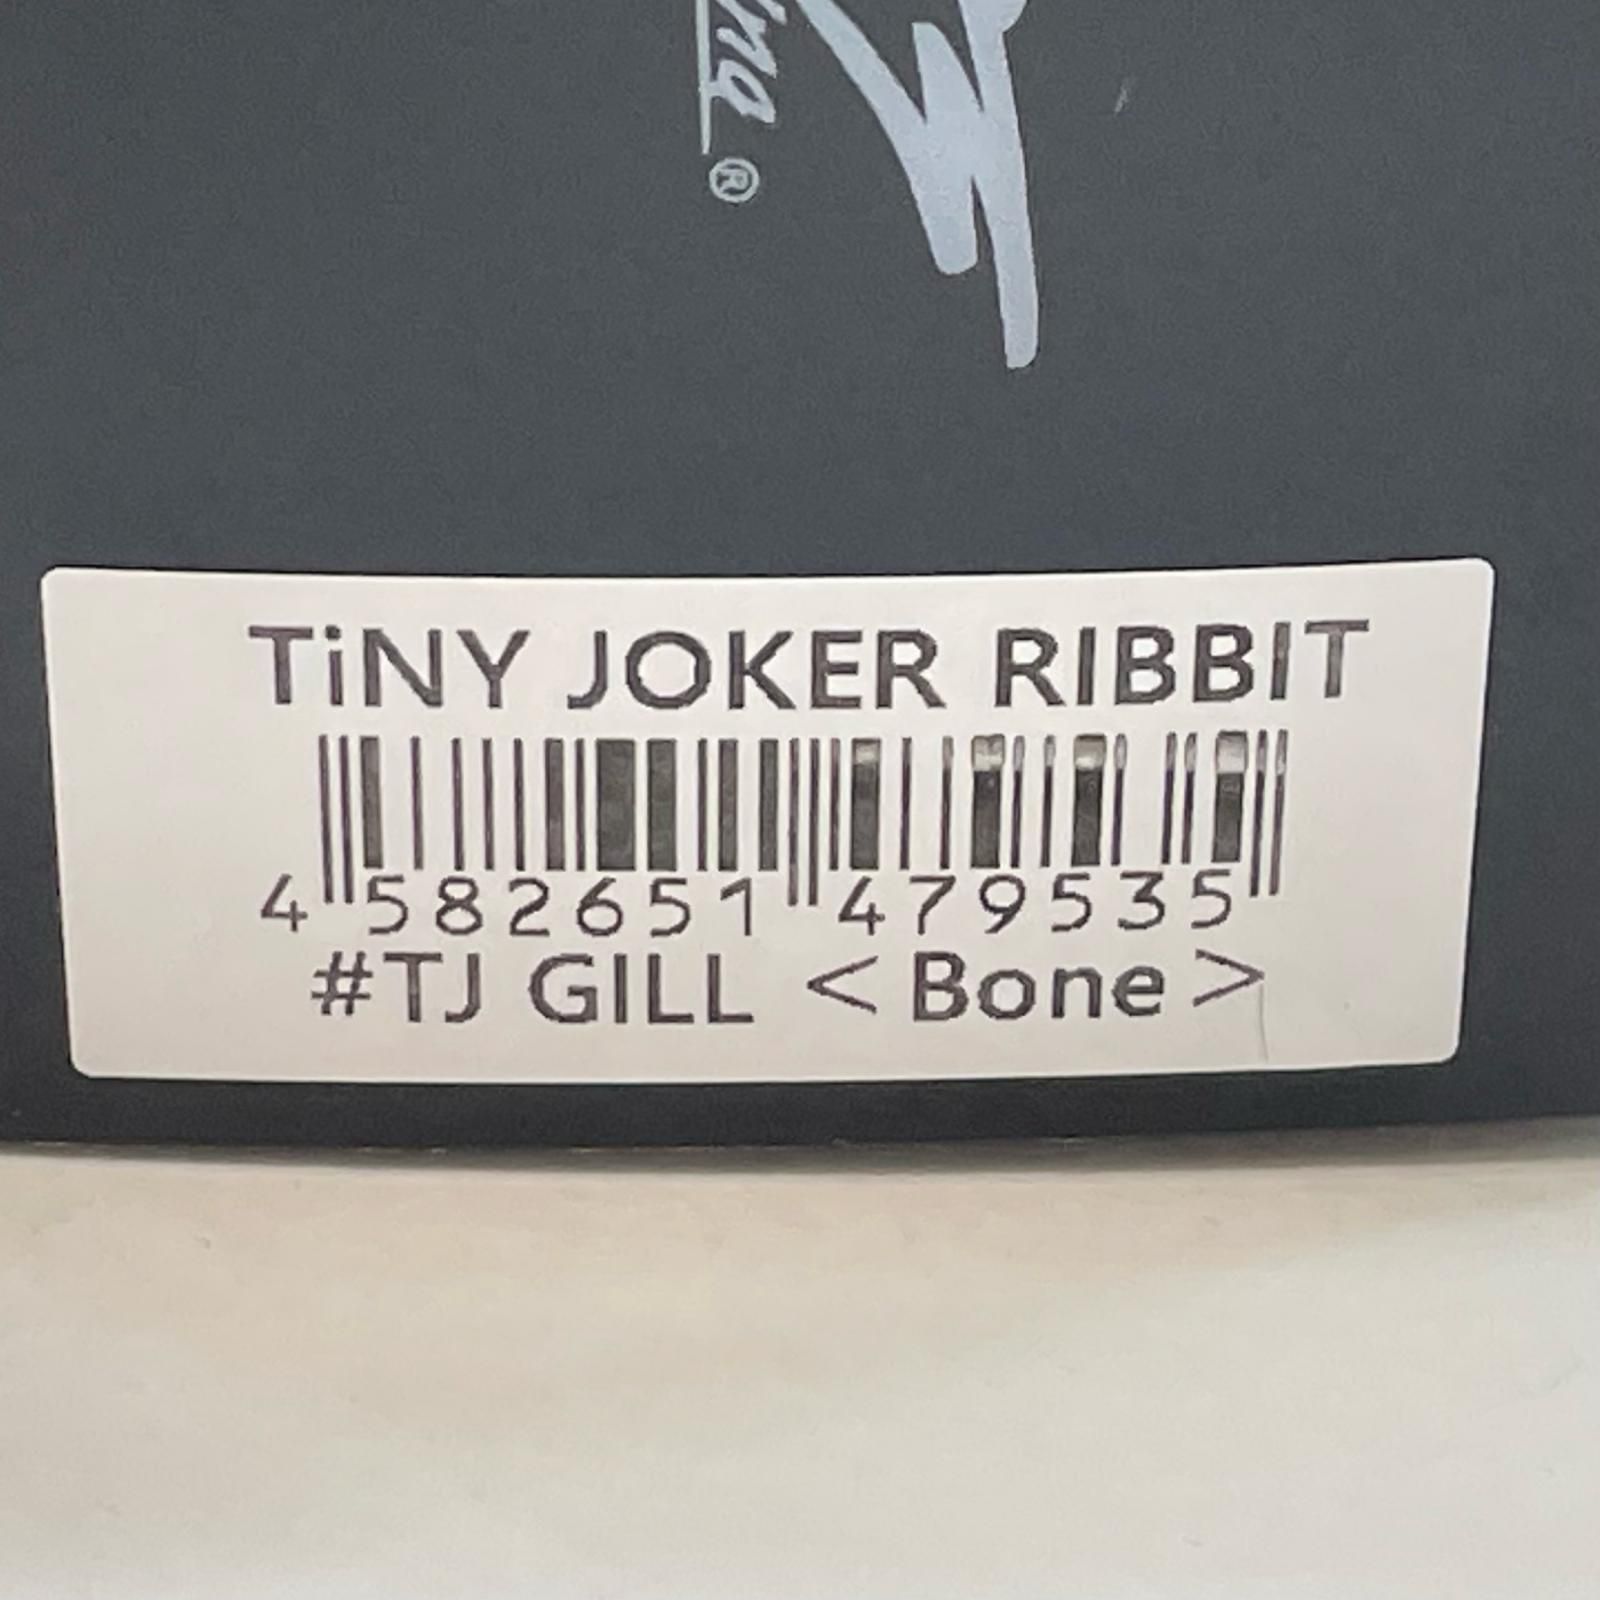 ®
TiNY JOKER RIBBIT
4 582651 479535
#TJ GILL <Bone>